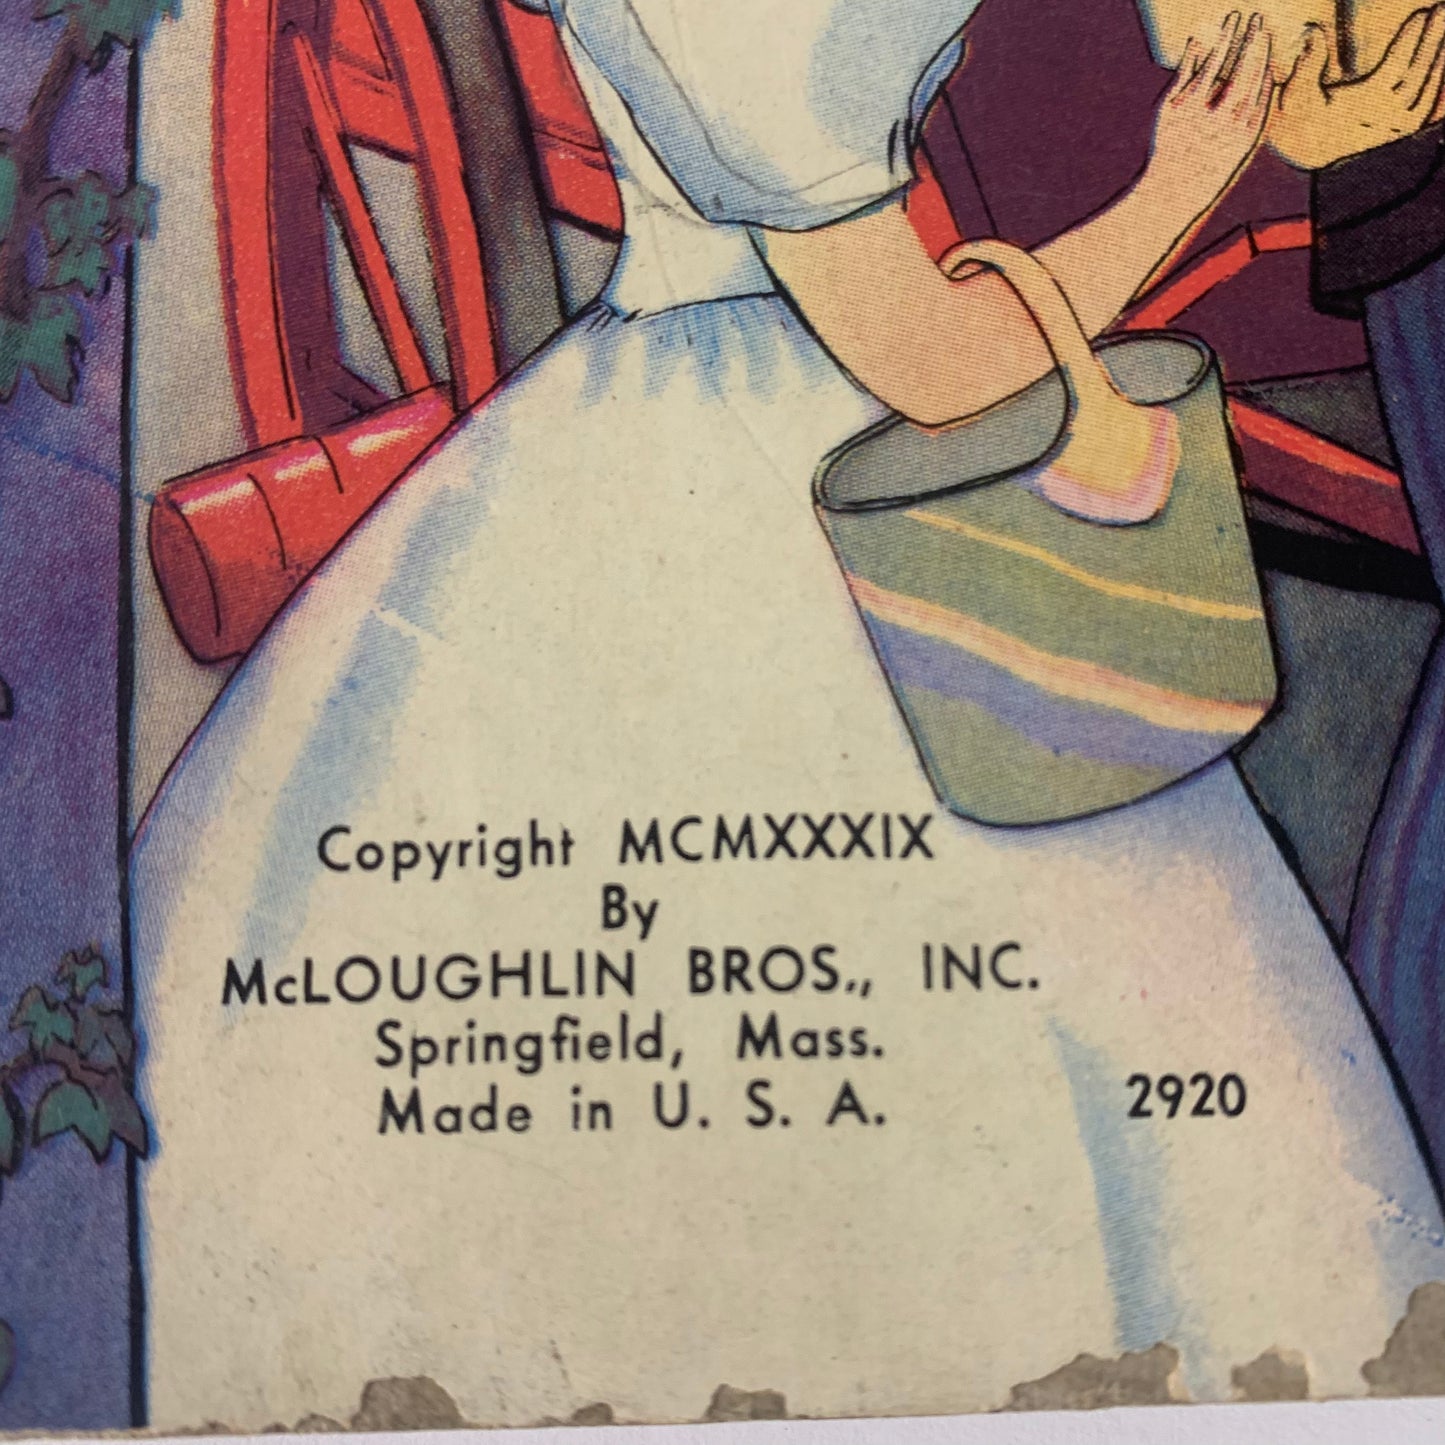 Copyright MCMXXXIX
By
McLOUGHLIN BROS., INC.
Springfield, Mass.
Made in U. S. A.
2920